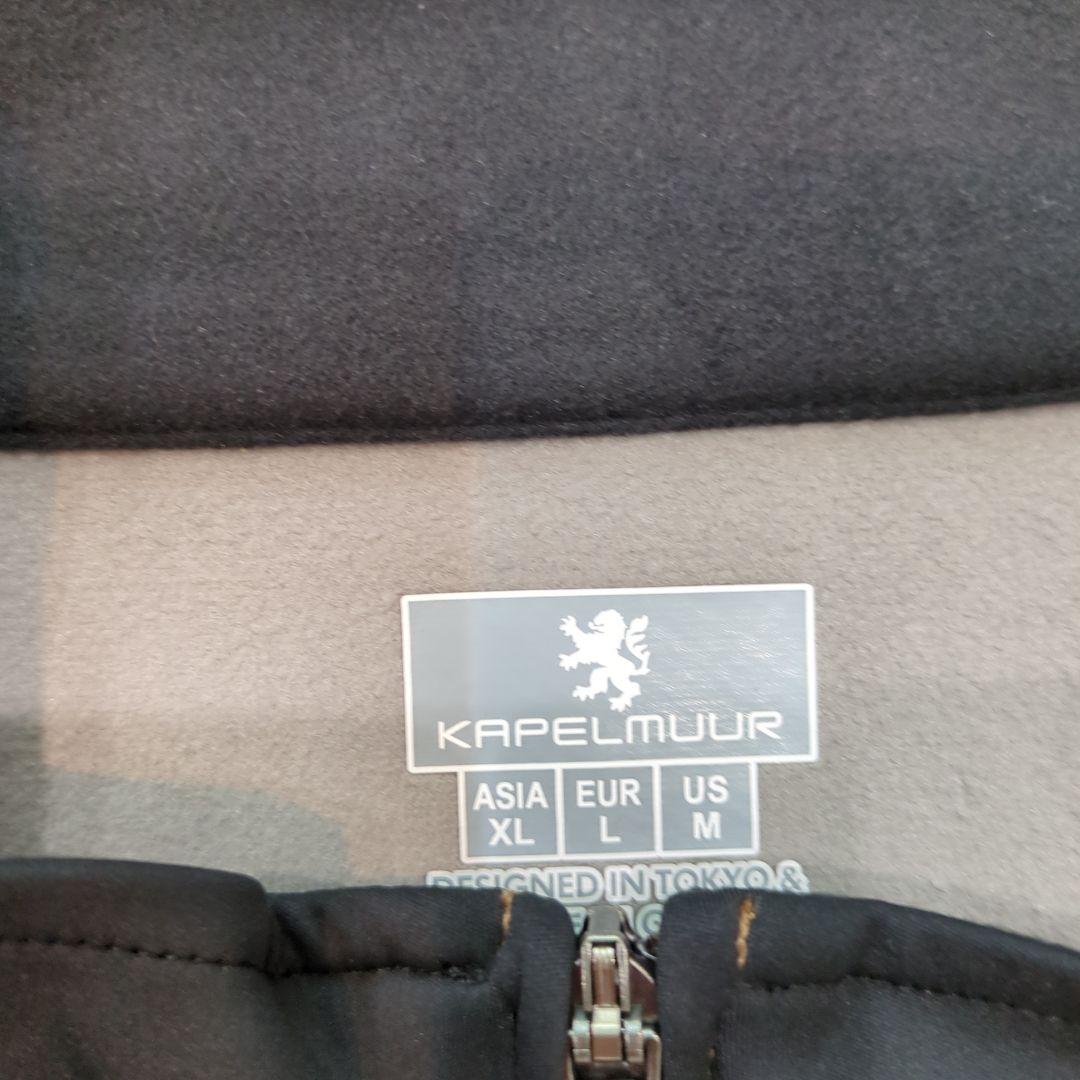 KAPELMUUR
ASIA EUR US
XL L M
DESIGNED IN TOKYO &